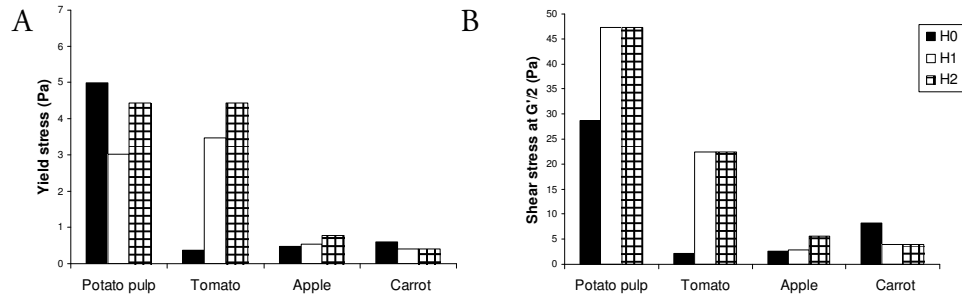 A
Yield stress (Pa)
7
6
5
4
3
2
1
0
Potato pulp Tomato Apple Carrot
B
Shear stress at G'/2 (Pa)
50
45
40
35
30
25
20
15
10
5
0
Potato pulp Tomato Apple Carrot
H0
H1
H2